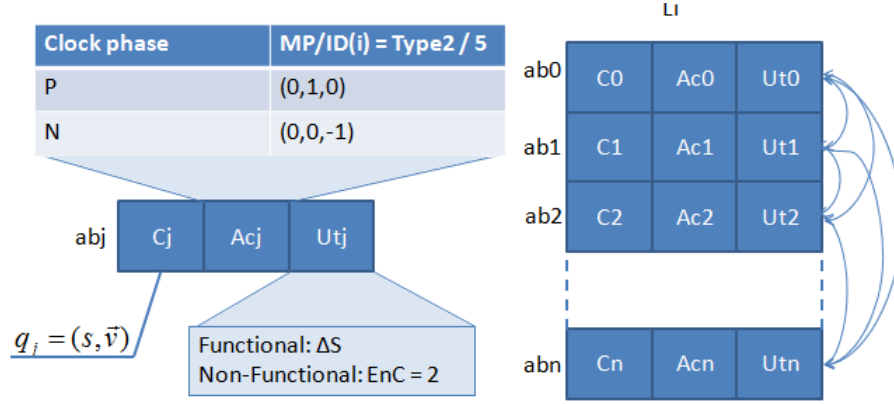 Li
Clock phase MP/ID(i) = Type2 / 5
P (0,1,0)
N (0,0,-1)
abj Cj Acj Utj
q_j = (s, v⃗)
Functional: ΔS
Non-Functional: EnC = 2
ab0 C0 Ac0 Ut0
ab1 C1 Ac1 Ut1
ab2 C2 Ac2 Ut2
abn Cn Acn Utn